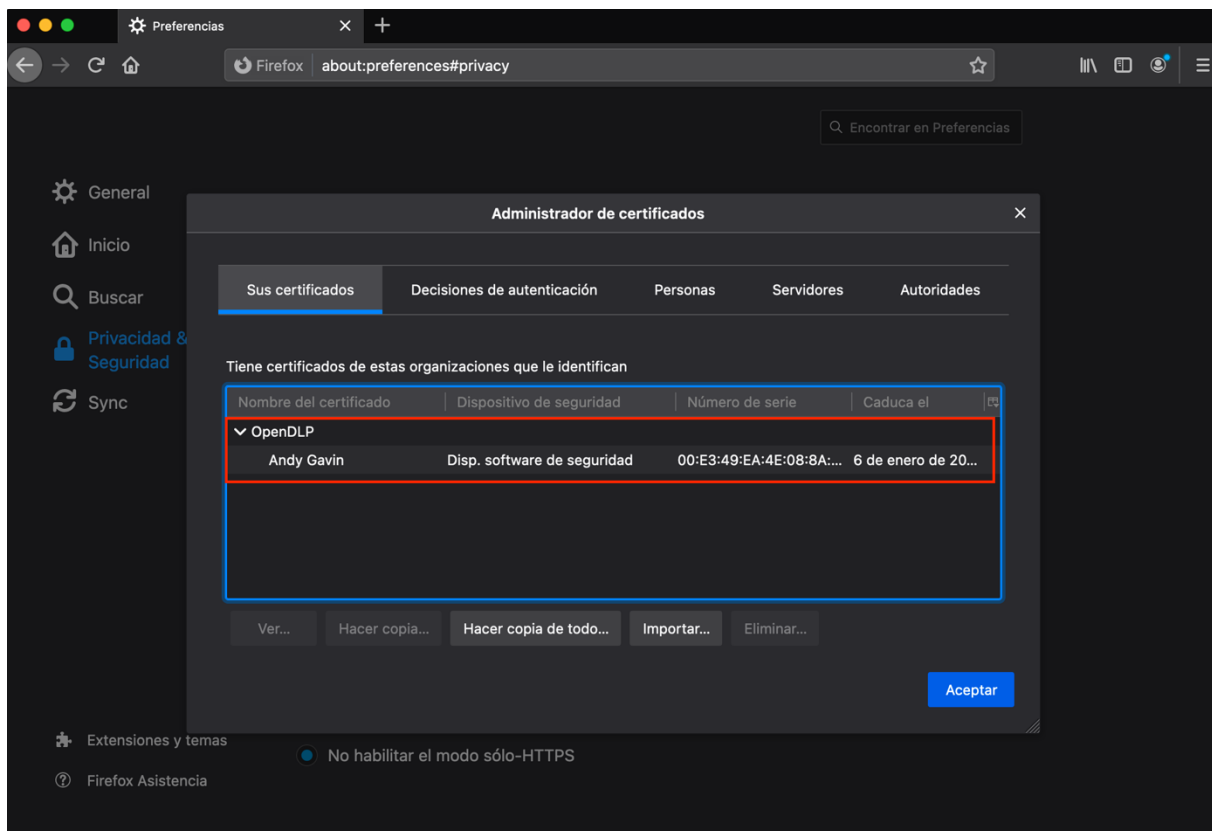 Preferencias
Firefox about:preferences#privacy
Encontrar en Preferencias
General
Inicio
Buscar
Privacidad &
Seguridad
Sync
Administrador de certificados
Sus certificados Decisiones de autenticación Personas Servidores Autoridades
Tiene certificados de estas organizaciones que le identifican
Nombre del certificado Dispositivo de seguridad Número de serie Caduca el
OpenDLP
Andy Gavin Disp. software de seguridad 00:E3:49:EA:4E:08:8A:... 6 de enero de 20...
Ver... Hacer copia... Hacer copia de todo... Importar... Eliminar...
Aceptar
Extensiones y temas
No habilitar el modo sólo-HTTPS
Firefox Asistencia